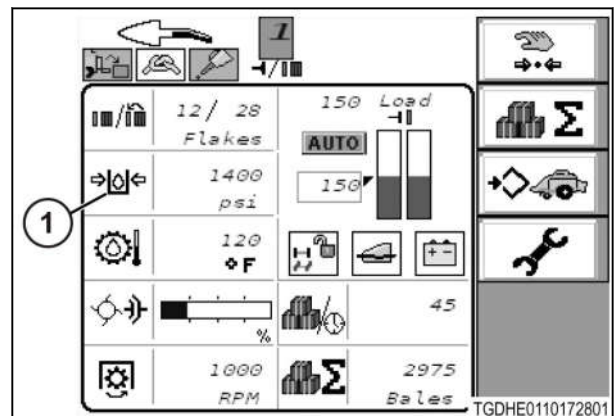 1
12/ 28
Flakes
150 Load
AUTO
150
1400
psi
1
120
°F
%
45
1000
RPM
2975
Bales
TGDHE0110172801